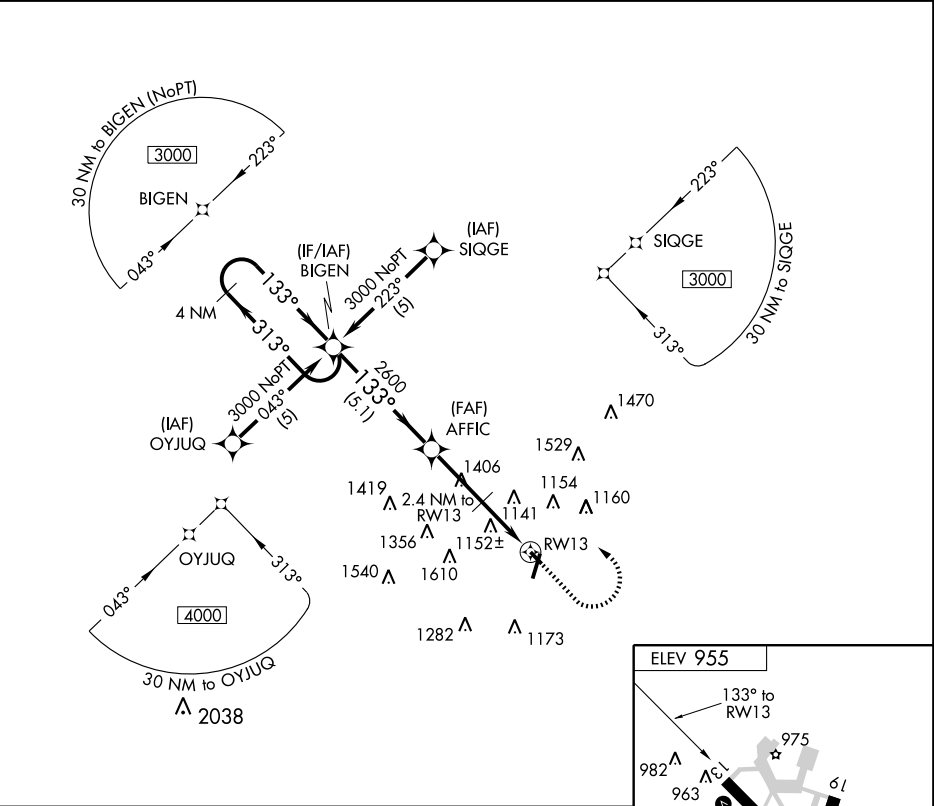 30 NM to BIGEN (NoPT)
3000
223°
BIGEN
043°
223°
SIQGE
3000
313°
30 NM to SIQGE
(IAF)
SIQGE
(IF/IAF)
BIGEN
3000 NoPT
223°
(5)
133°
4 NM
313°
3000 NoPT
043°
(5)
2600
133°
(5.1)
(IAF)
OYJUQ
(FAF)
AFFIC
1470
1529
1406
1419
2.4 NM to
RW13
1154
1160
1141
1356
1152±
RW13
1540
1610
1282
1173
OYJUQ
313°
043°
4000
30 NM to OYJUQ
2038
ELEV 955
133° to
RW13
975
982
963
13
19